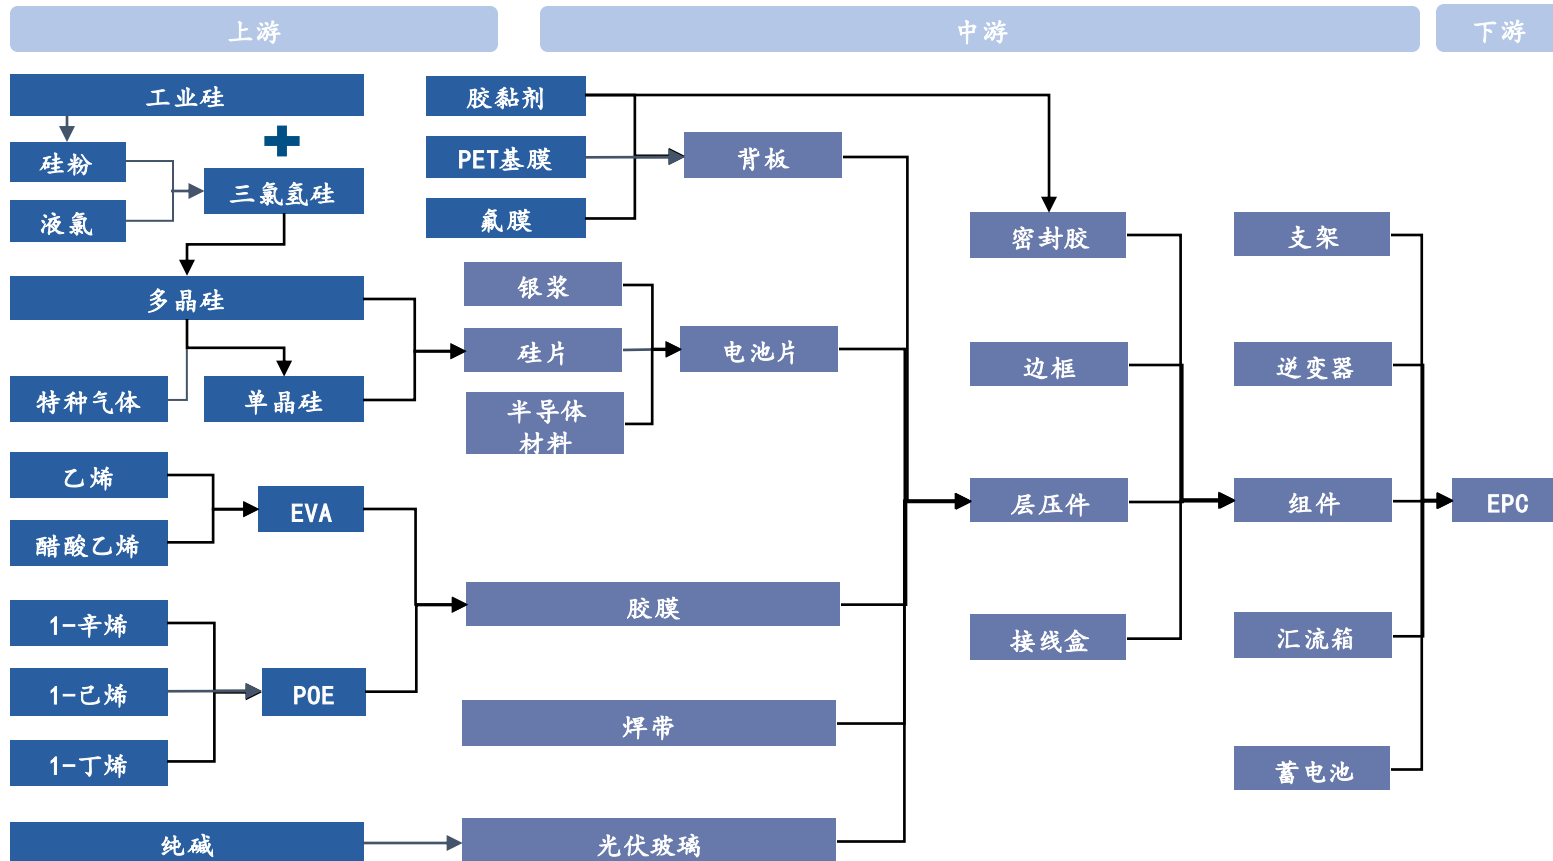 上游
中游
下游
工业硅
硅粉
液氯
三氯氢硅
多晶硅
特种气体
单晶硅
乙烯
醋酸乙烯
EVA
1-辛烯
1-己烯
1-丁烯
POE
纯碱
胶黏剂
PET基膜
氟膜
背板
银浆
硅片
半导体
材料
电池片
胶膜
焊带
光伏玻璃
密封胶
边框
层压件
接线盒
支架
逆变器
组件
汇流箱
蓄电池
EPC